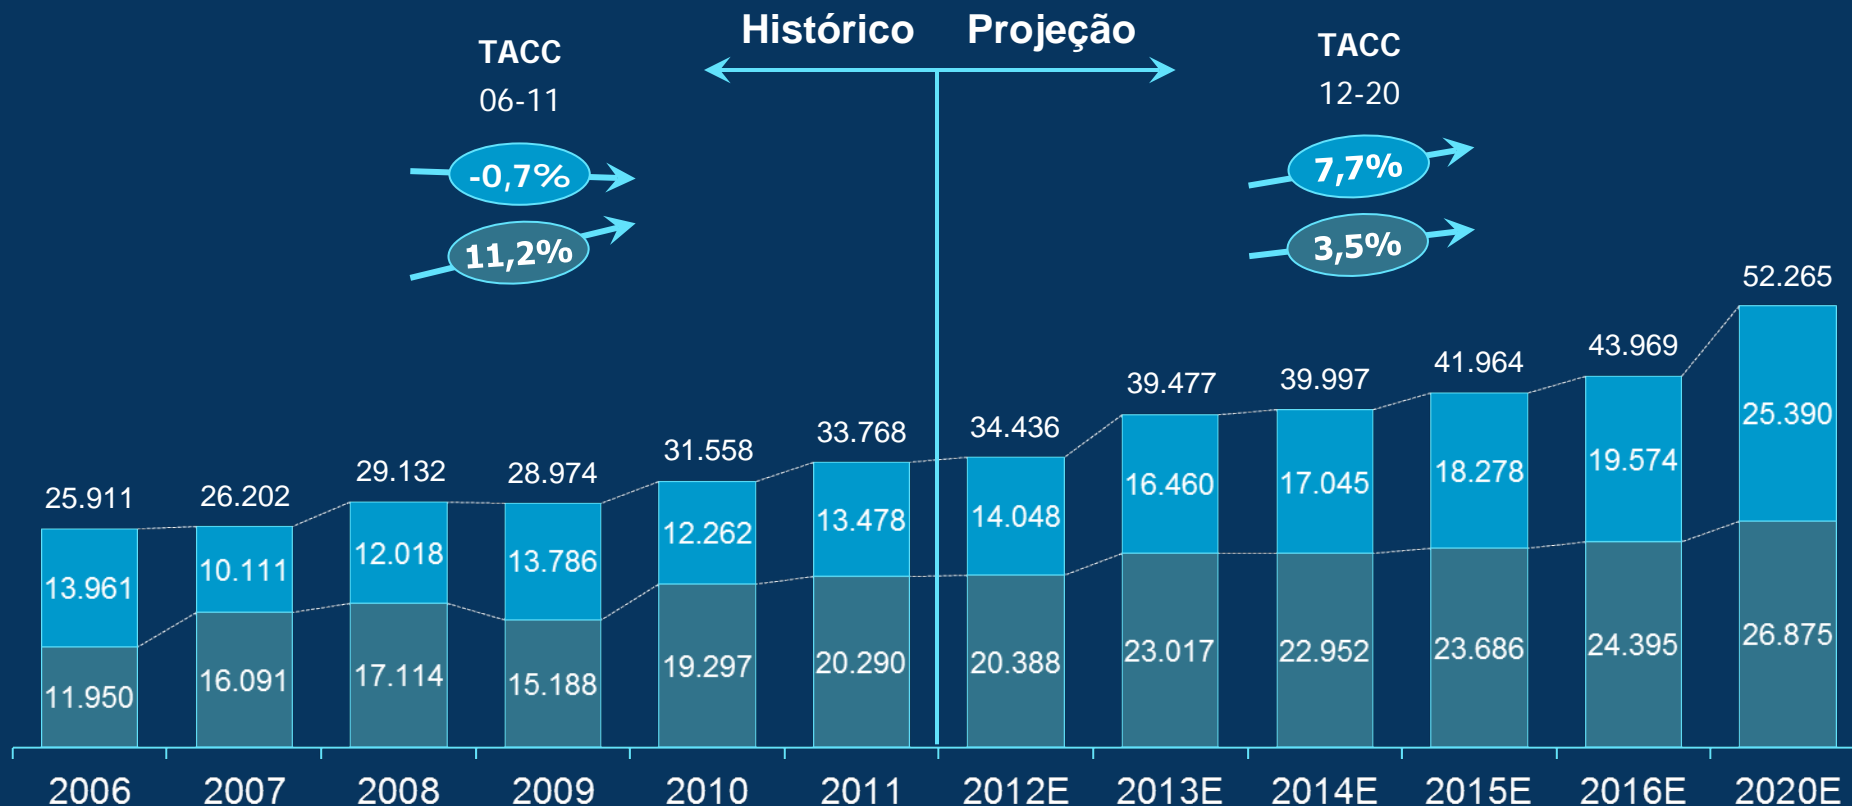 Histórico Projeção
TACC
06-11
-0,7%
11,2%
TACC
12-20
7,7%
3,5%
25.911 26.202 29.132 28.974 31.558 33.768 34.436 39.477 39.997 41.964 43.969 52.265
13.961 10.111 12.018 13.786 12.262 13.478 14.048 16.460 17.045 18.278 19.574 25.390
11.950 16.091 17.114 15.188 19.297 20.290 20.388 23.017 22.952 23.686 24.395 26.875
2006 2007 2008 2009 2010 2011 2012E 2013E 2014E 2015E 2016E 2020E